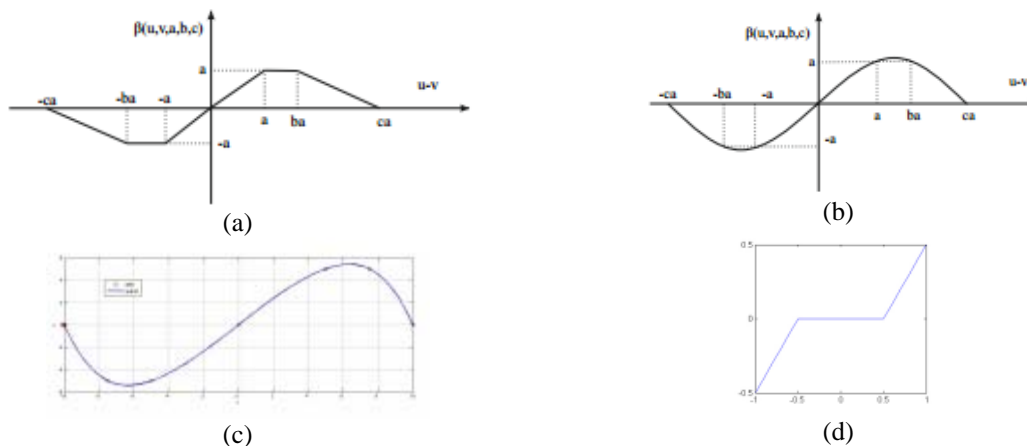 β(u,v,a,b,c)
a
u-v
-ca
-ba
-a
a
ba
ca
-a
(a)
β(u,v,a,b,c)
a
u-v
-ca
-ba
-a
a
ba
ca
-a
(b)
(c)
0.5
0
-0.5
-1
-0.5
0
0.5
1
(d)